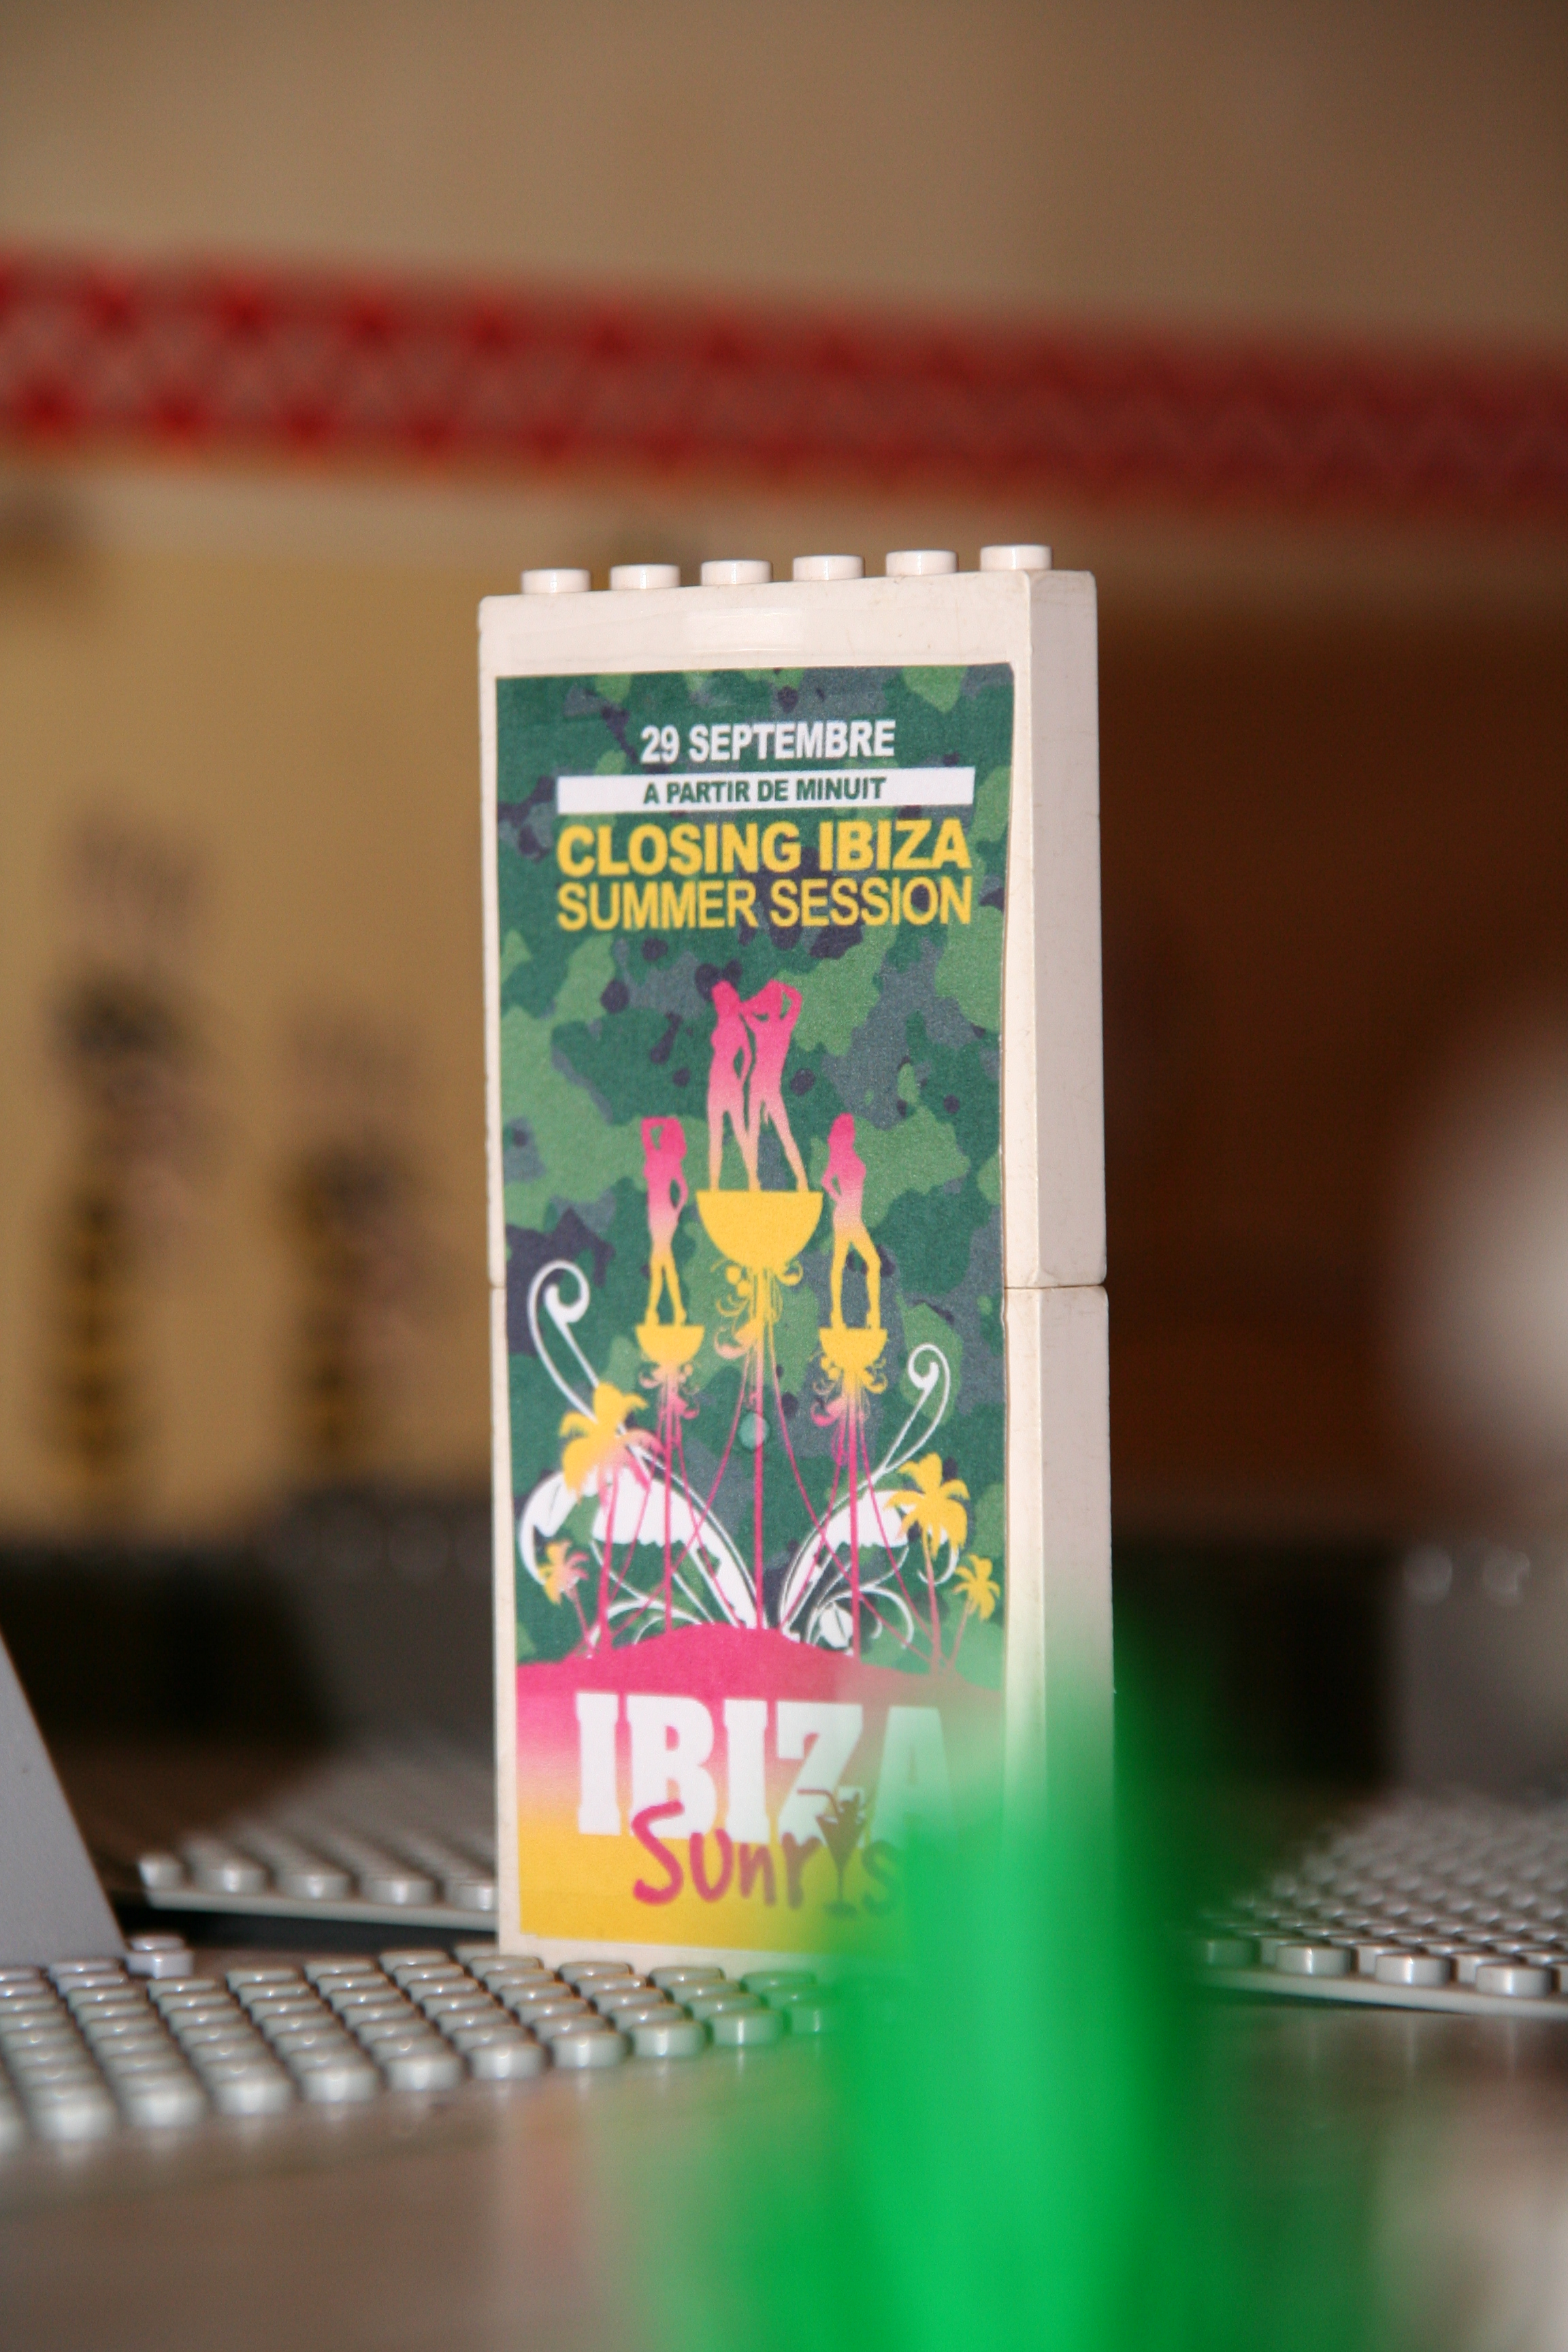 29 SEPTEMBRE
A PARTIR DE MINUIT
CLOSING IBIZA
SUMMER SESSION
IBIZA